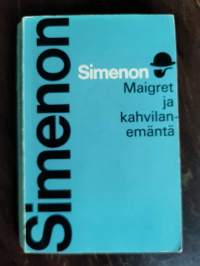 Simenon
Simenon
Maigret
ja
kahvilan-
emäntä